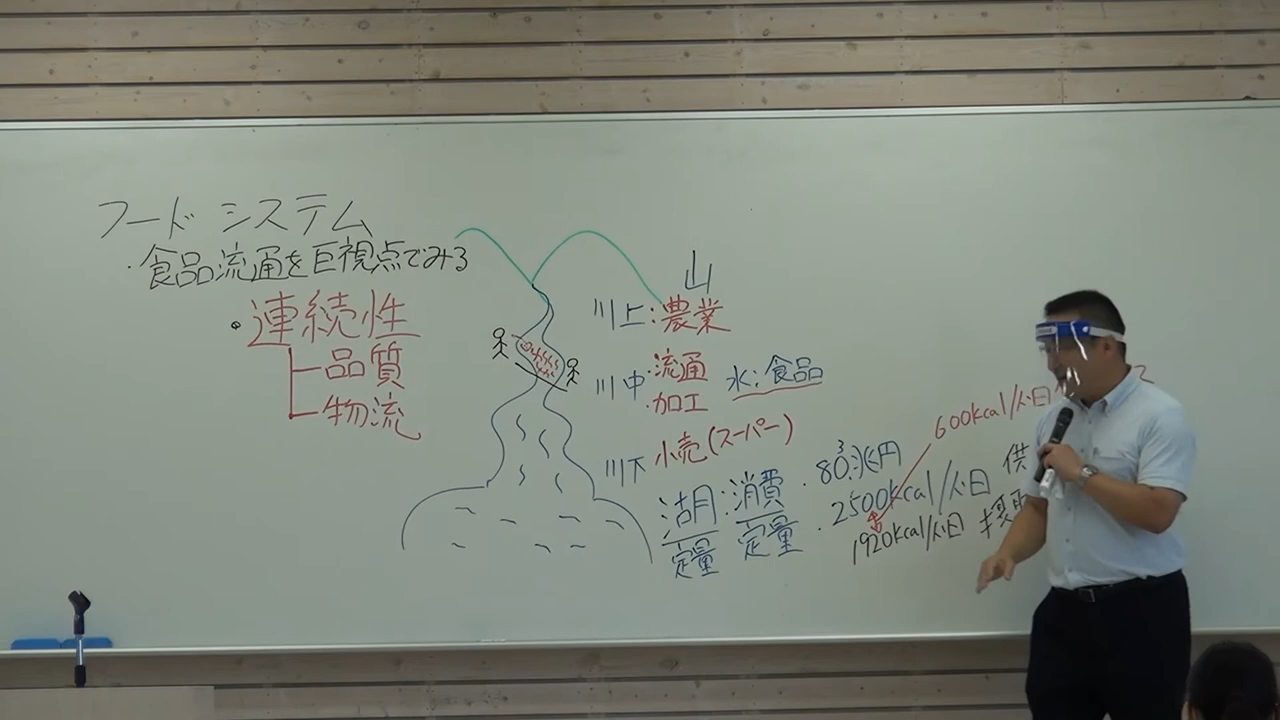 フードシステム
・食品流通を巨視点でみる
・連続性
品質
物流
山
川上:農業
川中・流通
・加工
水:食品
川下 小売(スーパー)
湖:消費
定量 定量
・80.3兆円
・2500kcal/人日 供
1920kcal/人日 摂取
600kcal/人日